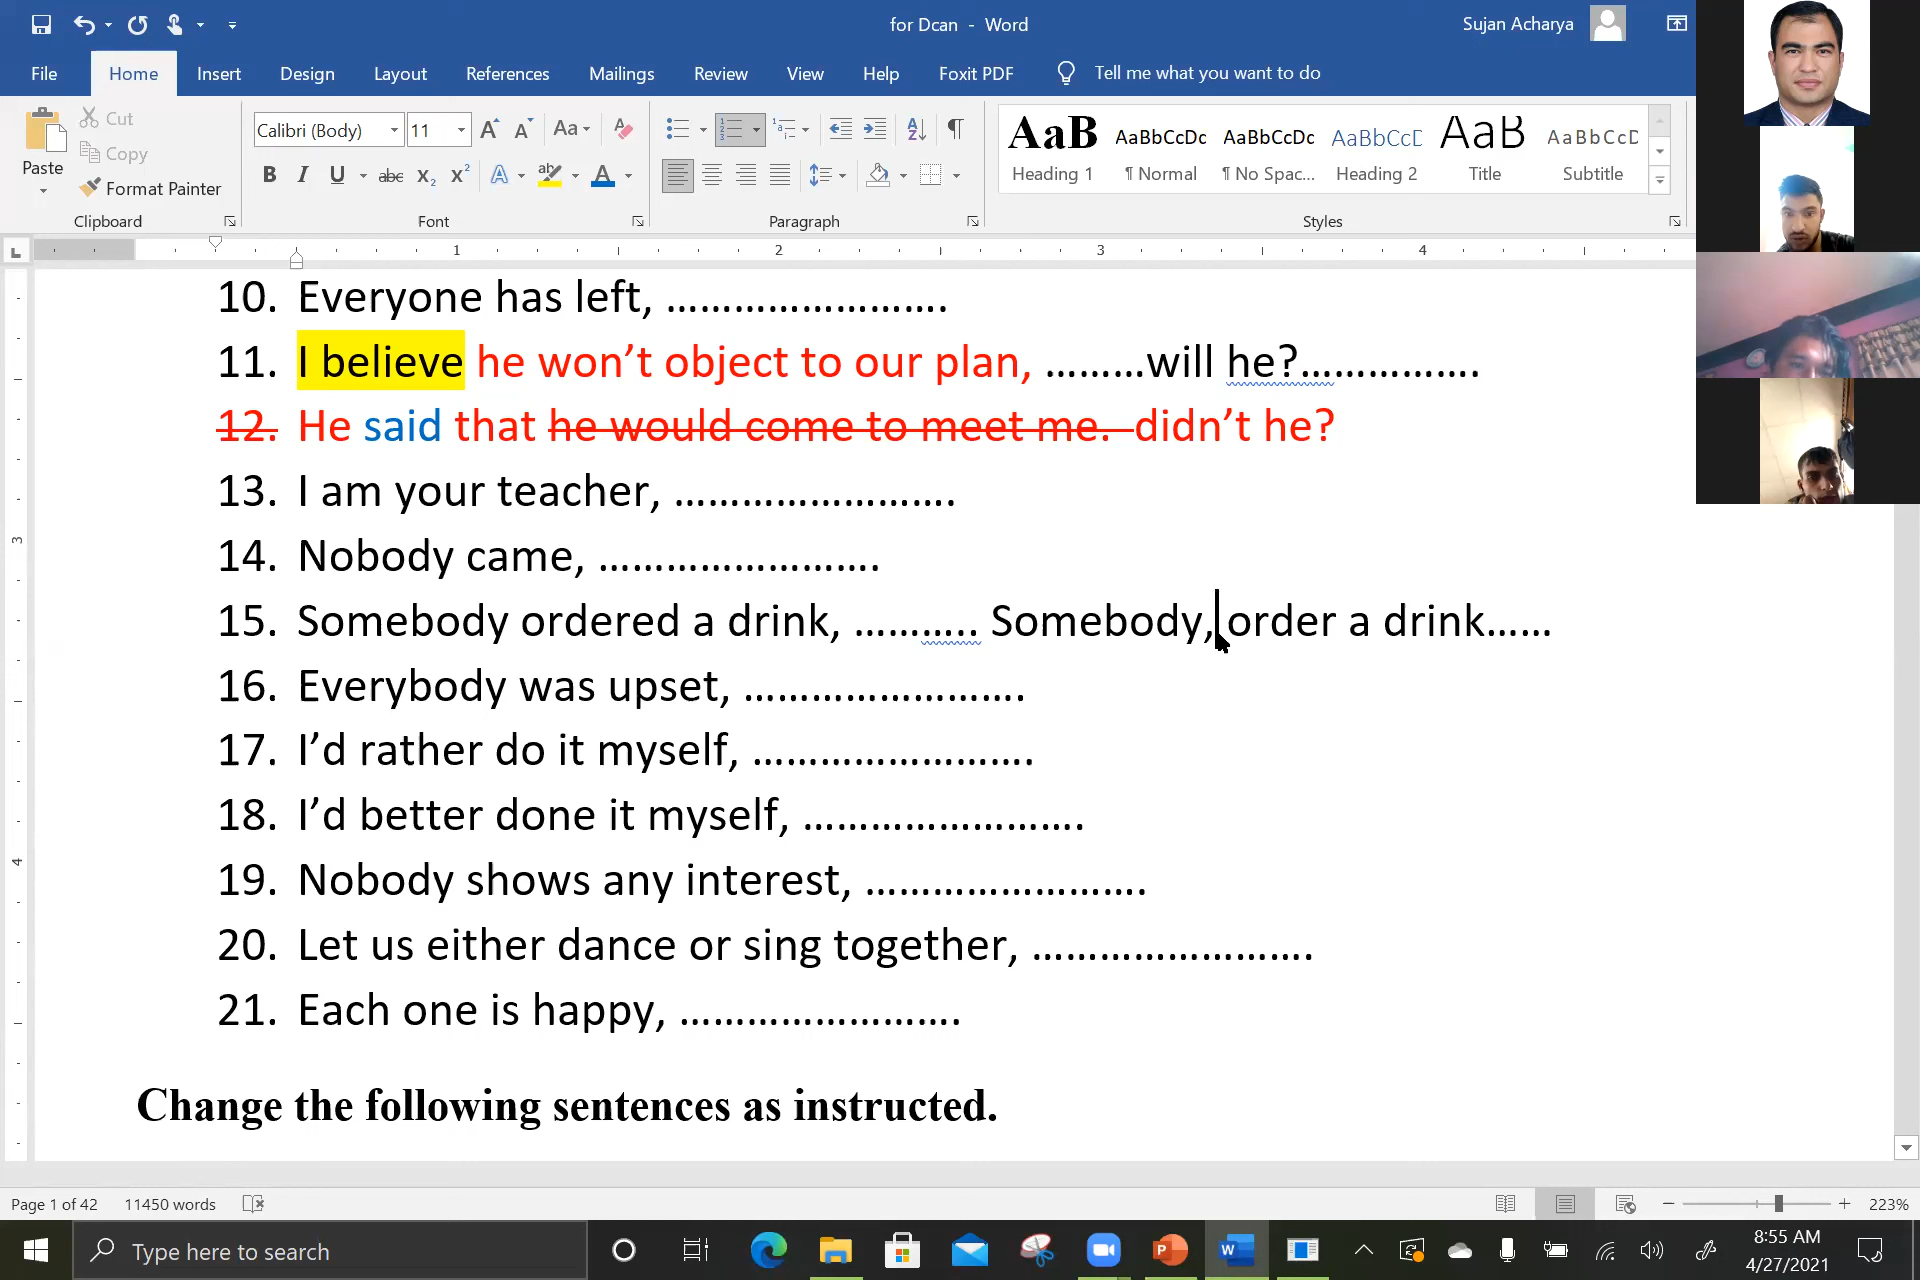 for Dcan - Word
Sujan Acharya
File Home Insert Design Layout References Mailings Review View Help Foxit PDF Tell me what you want to do
Paste
Cut
Copy
Format Painter
Clipboard
Calibri (Body) 11
Font
Paragraph
AaB AaBbCcDc AaBbCcDc AaBbCcD AaB AaBbCcD
Heading 1 ¶ Normal ¶ No Spac... Heading 2 Title Subtitle
Styles
1 2 3 4
10. Everyone has left, …………………….
11. I believe he won’t object to our plan, ………will he?…………….
12. He said that he would come to meet me. didn’t he?
13. I am your teacher, …………………….
14. Nobody came, …………………….
15. Somebody ordered a drink, ……….. Somebody, order a drink……
16. Everybody was upset, …………………….
17. I’d rather do it myself, …………………….
18. I’d better done it myself, …………………….
19. Nobody shows any interest, …………………….
20. Let us either dance or sing together, …………………….
21. Each one is happy, …………………….
Change the following sentences as instructed.
3
4
Page 1 of 42 11450 words 223%
Type here to search
8:55 AM
4/27/2021